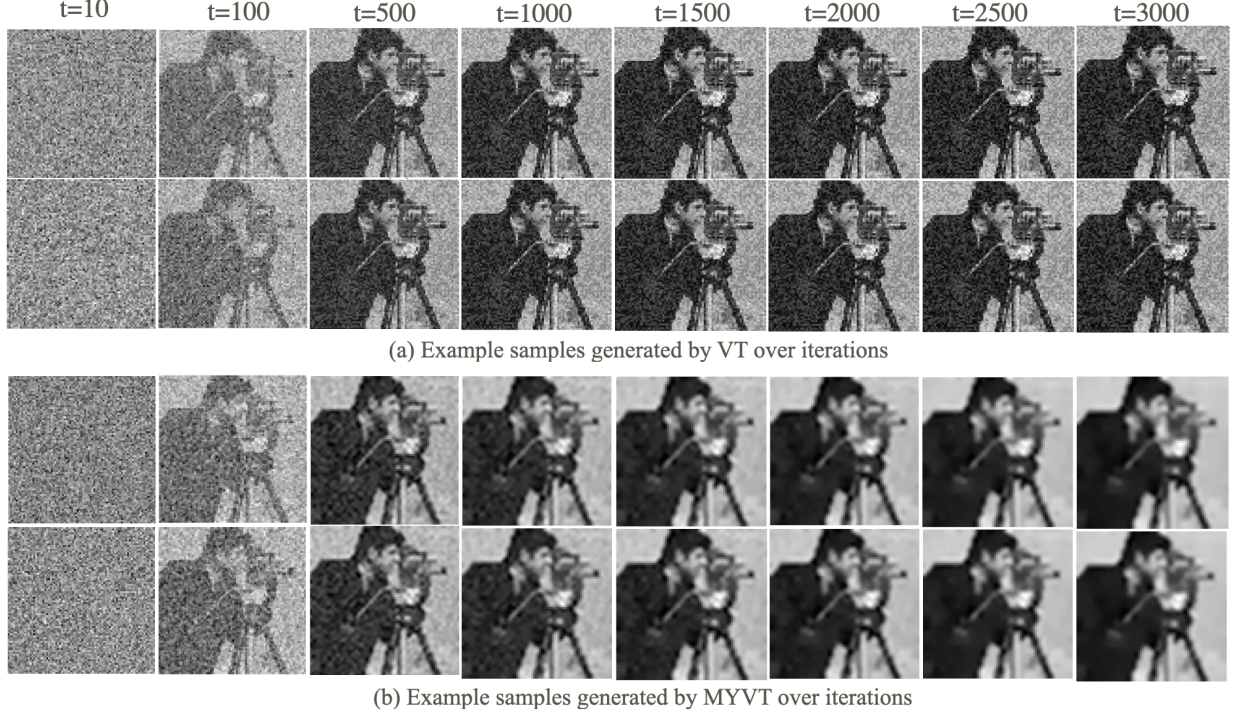 t=10 t=100 t=500 t=1000 t=1500 t=2000 t=2500 t=3000
(a) Example samples generated by VT over iterations
(b) Example samples generated by MYVT over iterations